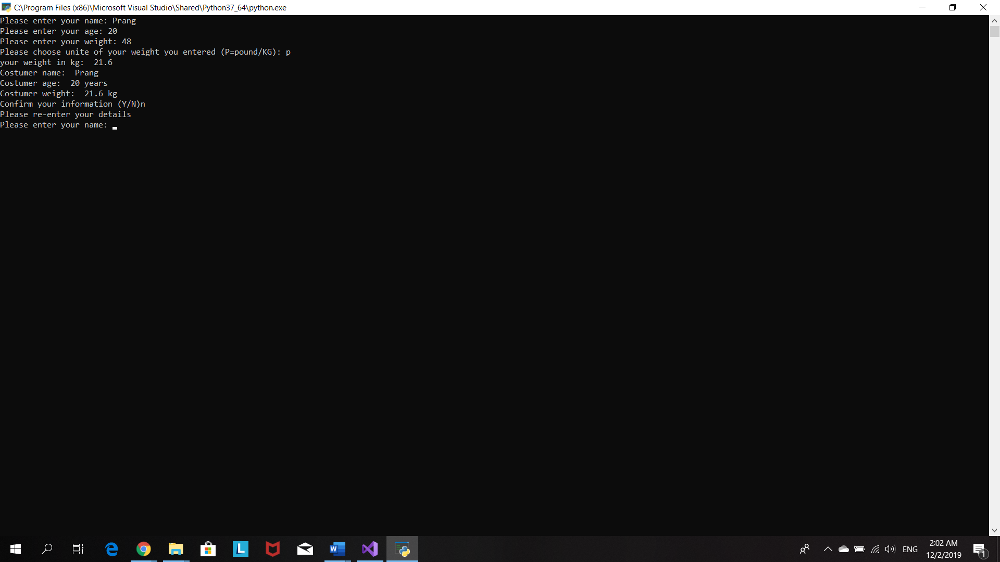 C:\Program Files (x86)\Microsoft Visual Studio\Shared\Python37_64\python.exe
Please enter your name: Prang
Please enter your age: 20
Please enter your weight: 48
Please choose unite of your weight you entered (P=pound/KG): p
your weight in kg:  21.6
Costumer name:  Prang
Costumer age:  20 years
Costumer weight:  21.6 kg
Confirm your information (Y/N)n
Please re-enter your details
Please enter your name:
L
W
ENG
2:02 AM
12/2/2019
1